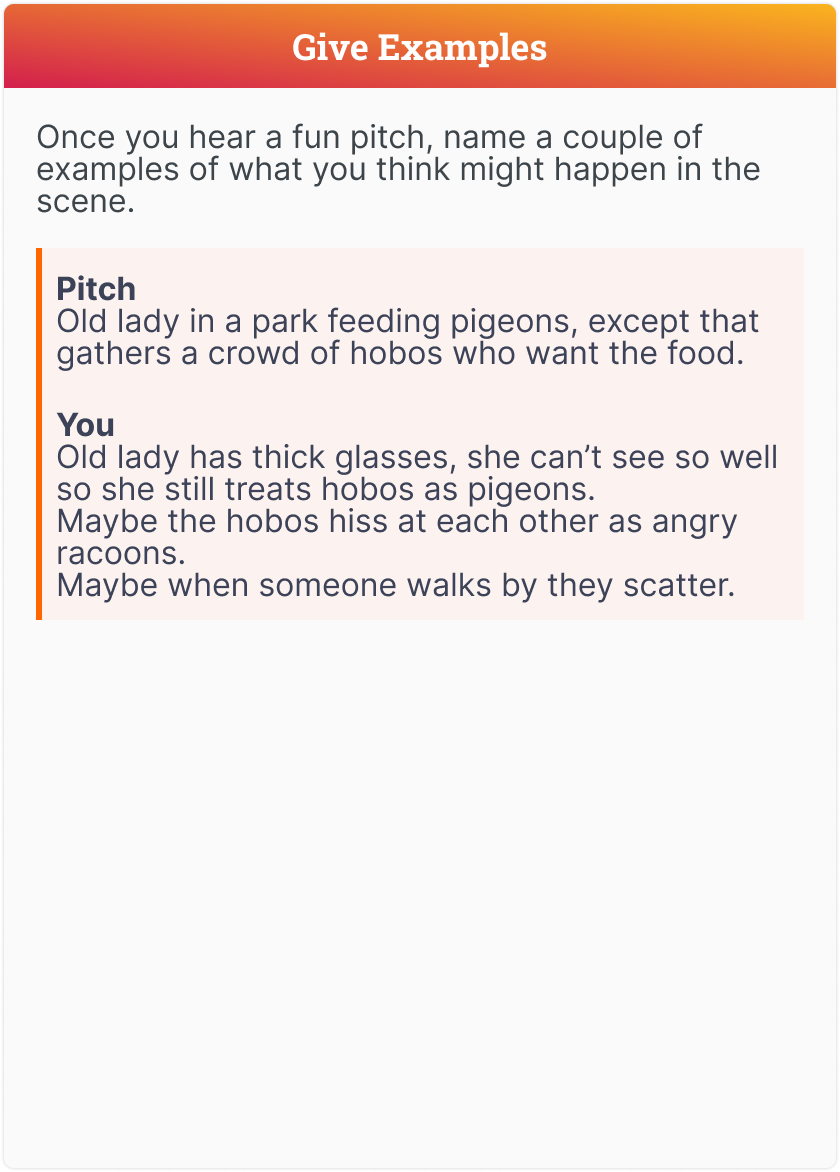 Give Examples
Once you hear a fun pitch, name a couple of
examples of what you think might happen in the
scene.
Pitch
Old lady in a park feeding pigeons, except that
gathers a crowd of hobos who want the food.
You
Old lady has thick glasses, she can’t see so well
so she still treats hobos as pigeons.
Maybe the hobos hiss at each other as angry
racoons.
Maybe when someone walks by they scatter.